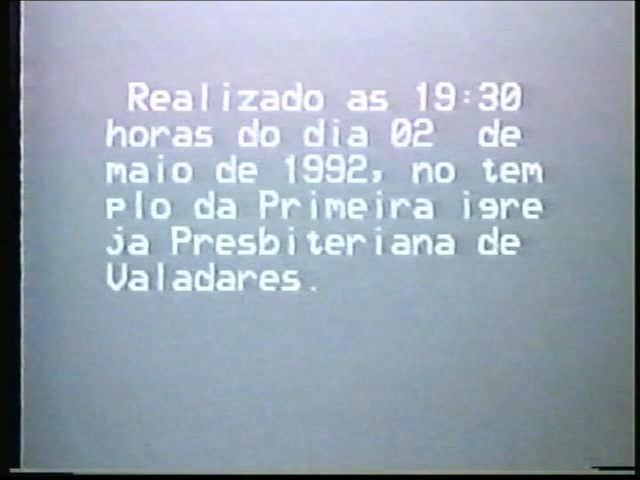 Realizado as 19:30
horas do dia 02 de
maio de 1992, no tem
plo da Primeira igre
ja Presbiteriana de
Valadares.